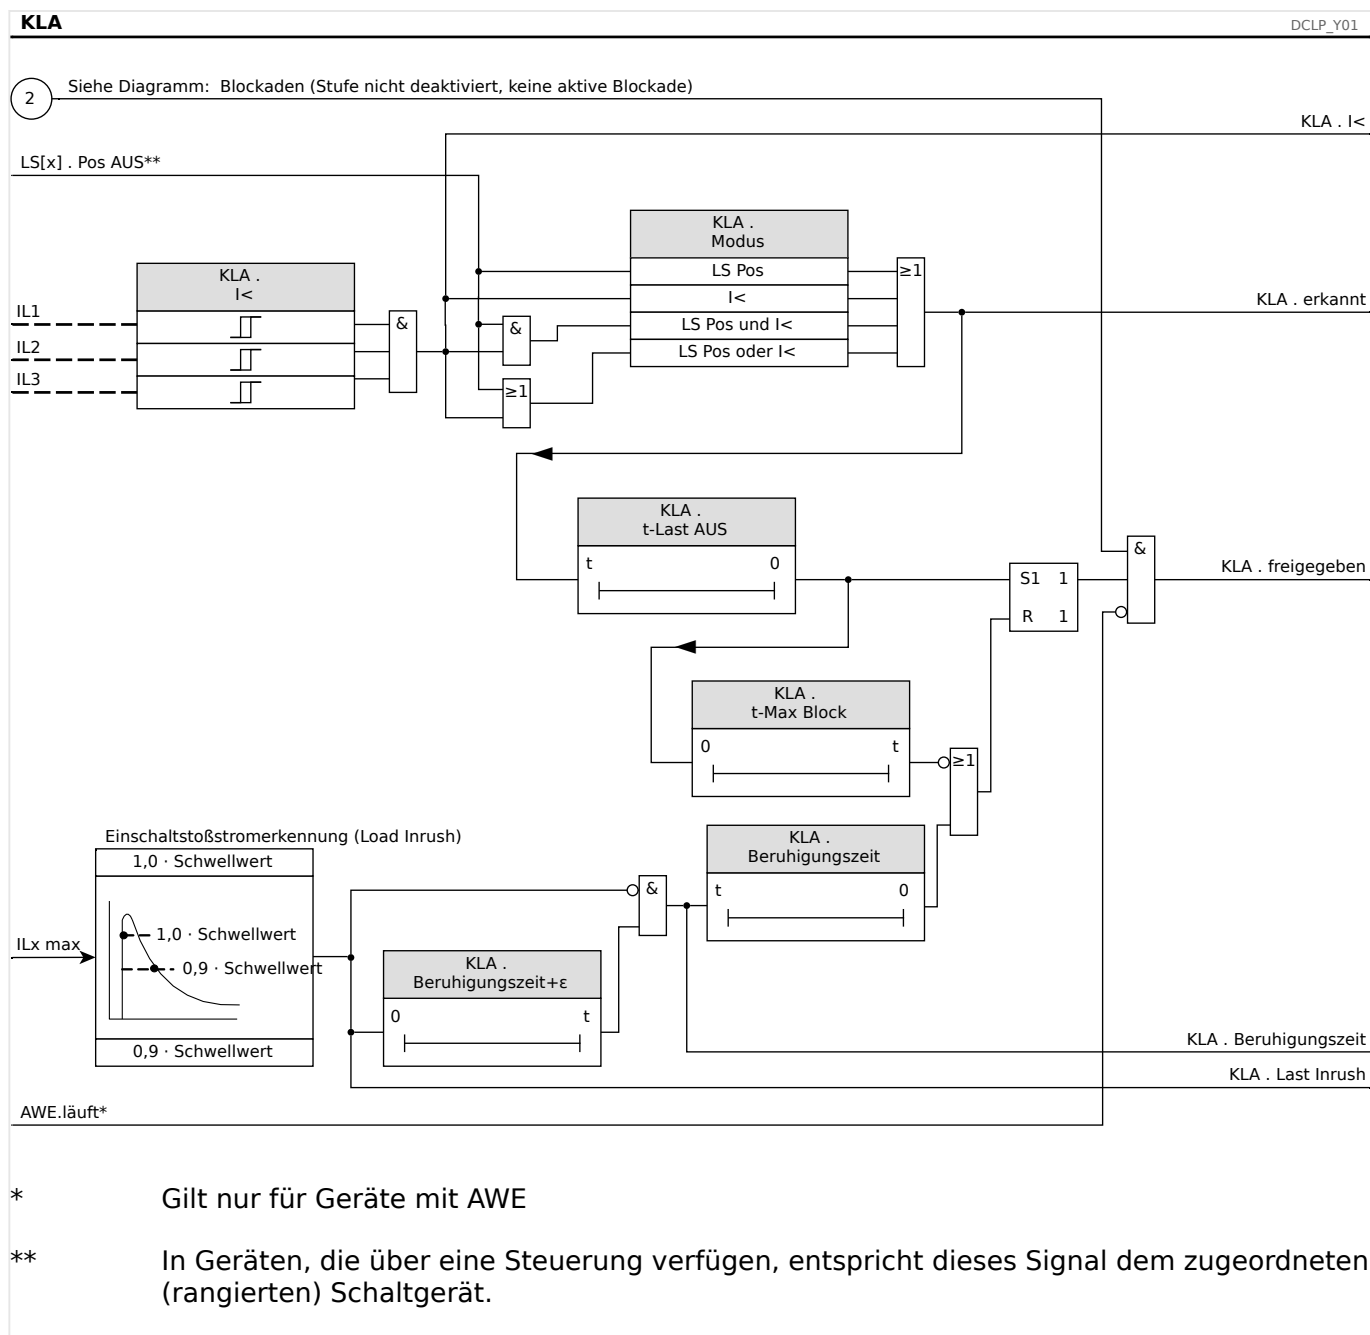 KLA
DCLP_Y01
2
Siehe Diagramm: Blockaden (Stufe nicht deaktiviert, keine aktive Blockade)
KLA . I<
LS[x] . Pos AUS**
KLA .
Modus
LS Pos
I<
LS Pos und I<
LS Pos oder I<
≥1
KLA . erkannt
KLA .
I<
IL1
IL2
IL3
&
&
≥1
KLA .
t-Last AUS
t 0
S1 1
R 1
&
KLA . freigegeben
KLA .
t-Max Block
0 t
≥1
Einschaltstoßstromerkennung (Load Inrush)
1,0 · Schwellwert
1,0 · Schwellwert
0,9 · Schwellwert
0,9 · Schwellwert
ILx max
KLA .
Beruhigungszeit
t 0
&
KLA .
Beruhigungszeit+ε
0 t
KLA . Beruhigungszeit
KLA . Last Inrush
AWE.läuft*
* Gilt nur für Geräte mit AWE
** In Geräten, die über eine Steuerung verfügen, entspricht dieses Signal dem zugeordneten
(rangierten) Schaltgerät.